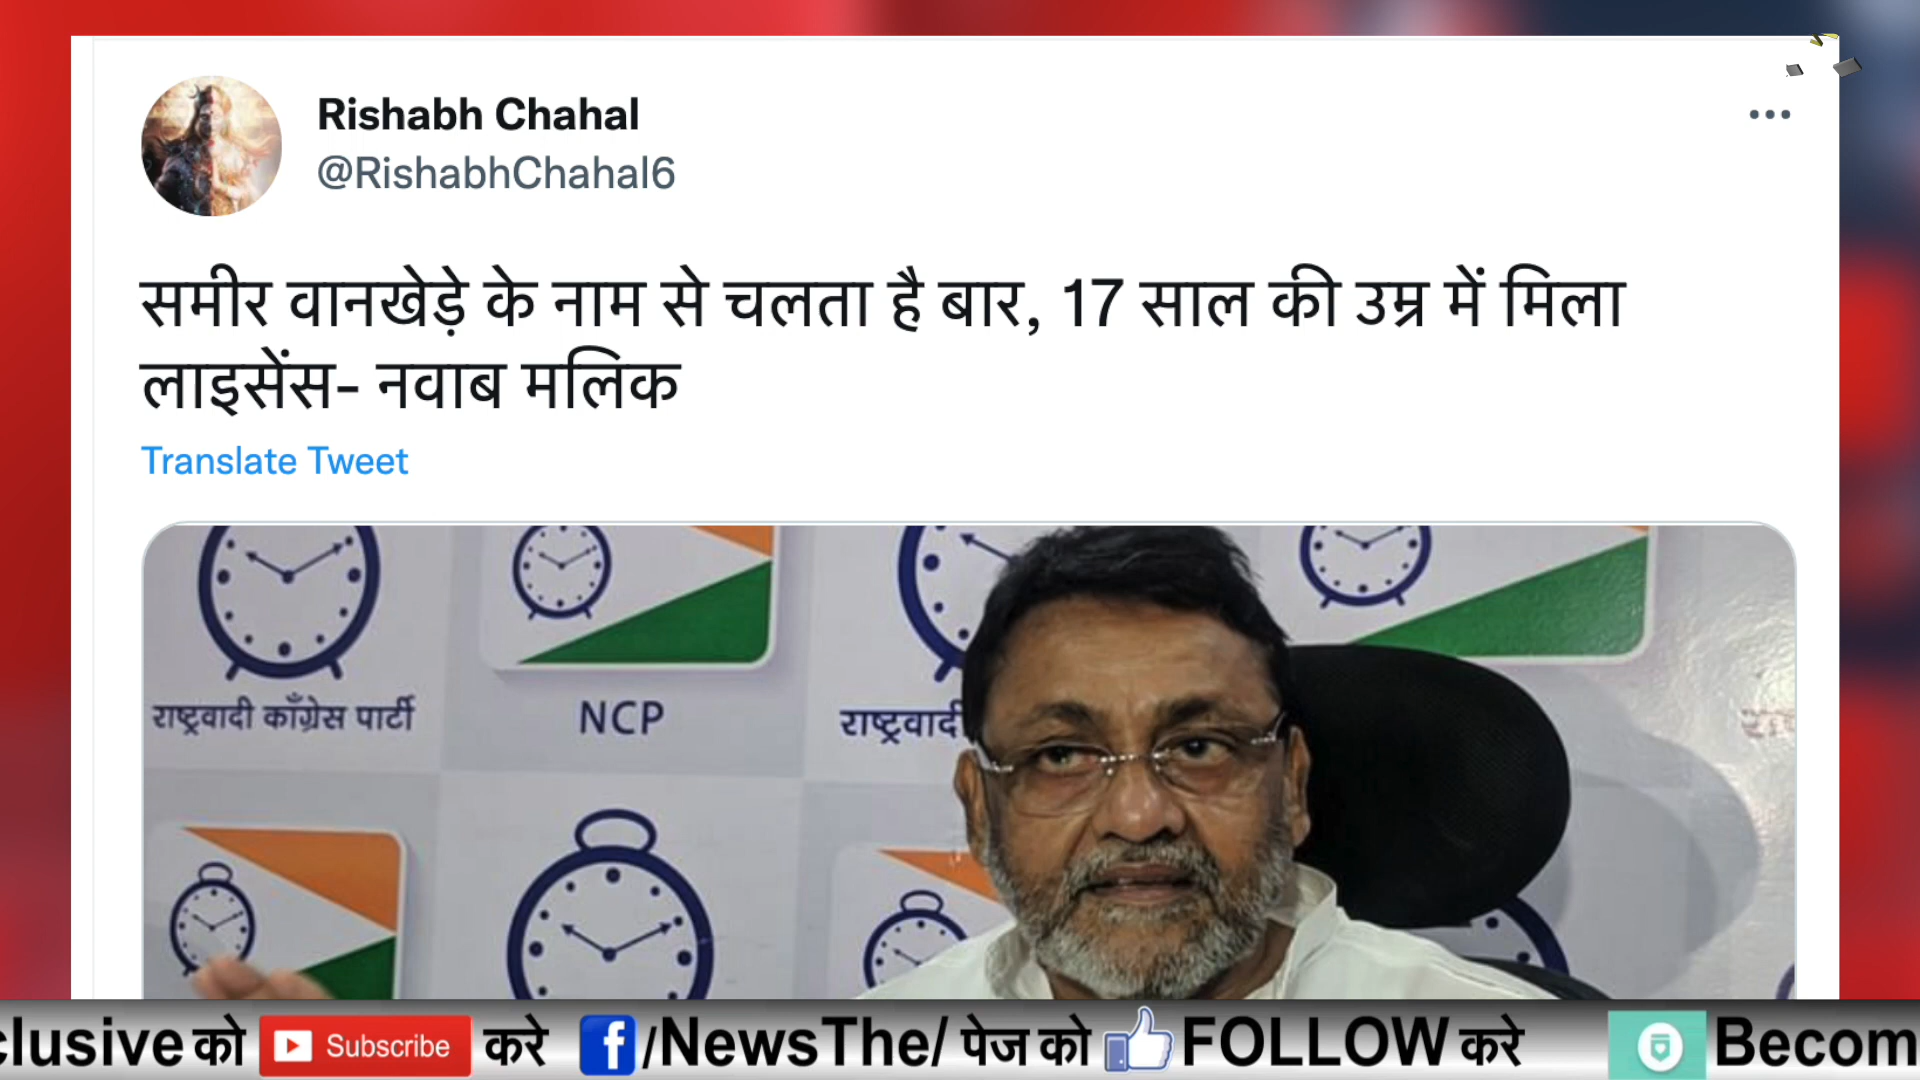 Rishabh Chahal
@RishabhChahal6
समीर वानखेड़े के नाम से चलता है बार, 17 साल की उम्र में मिला
लाइसेंस- नवाब मलिक
Translate Tweet
राष्ट्रवादी काँग्रेस पार्टी
NCP
राष्ट्रवादी
clusive को Subscribe करे f/NewsThe/ पेज को FOLLOW करे Becom